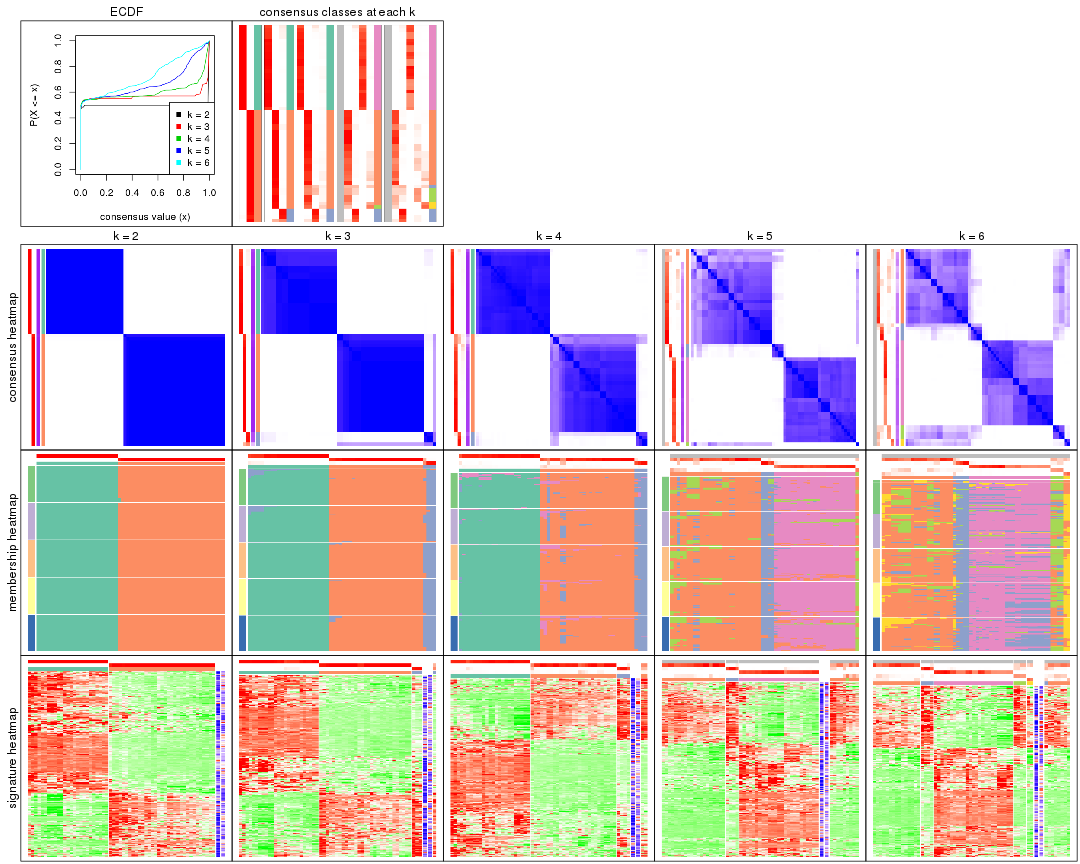 ECDF
consensus classes at each k
P(X <= x)
1.0
0.8
0.6
0.4
0.2
0.0
k = 2
k = 3
k = 4
k = 5
k = 6
0.0 0.2 0.4 0.6 0.8 1.0
consensus value (x)
k = 2
k = 3
k = 4
k = 5
k = 6
consensus heatmap
membership heatmap
signature heatmap